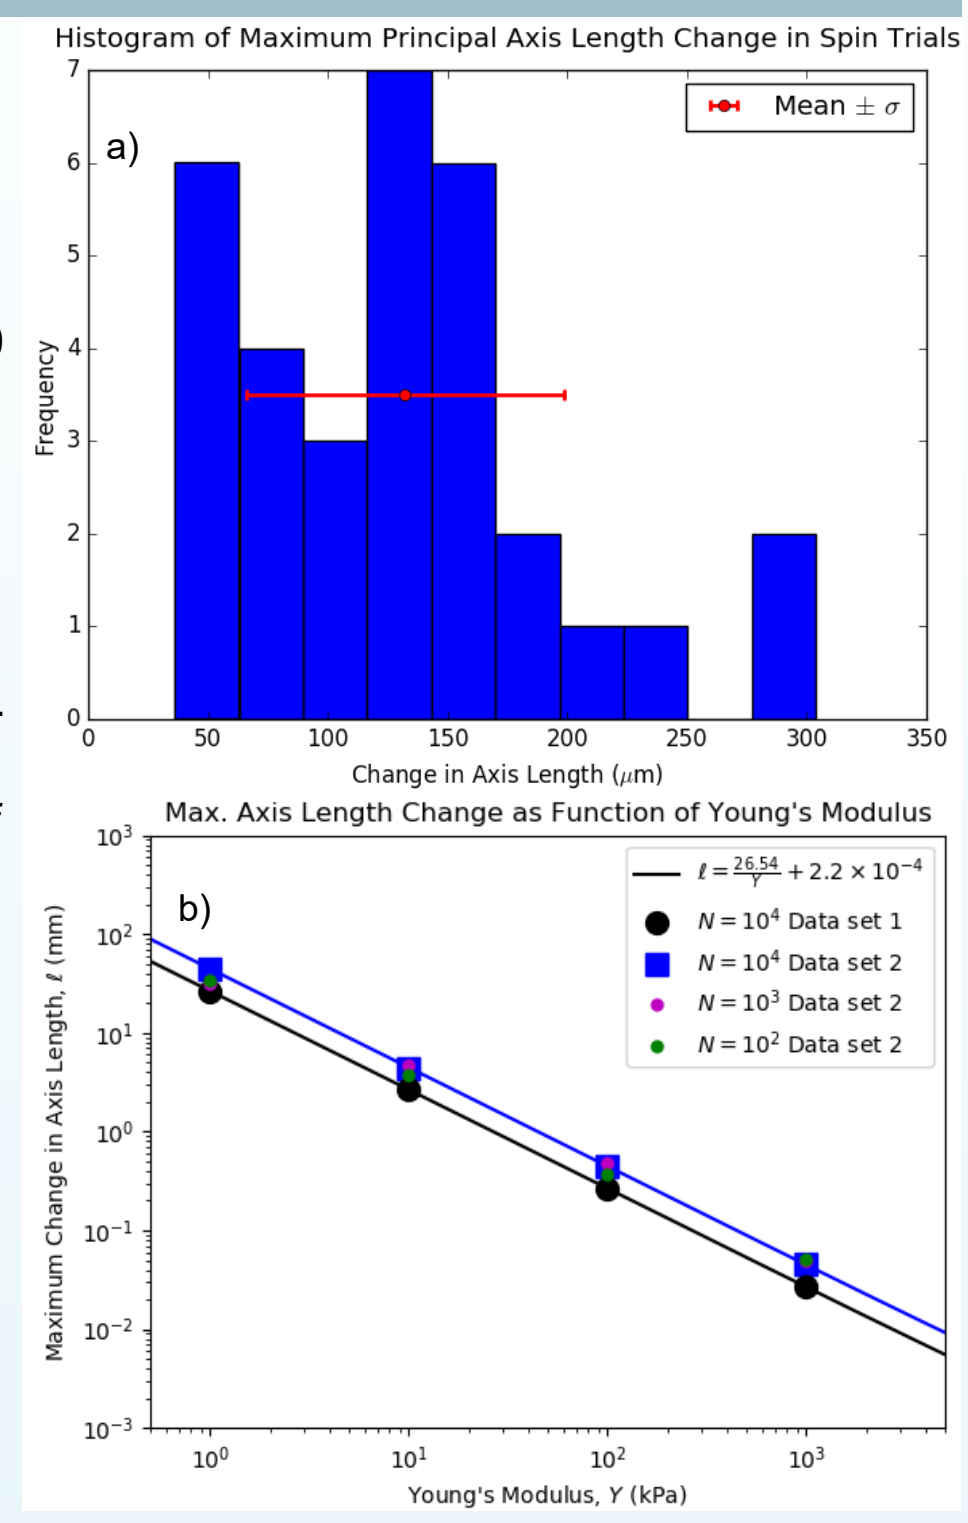 Histogram of Maximum Principal Axis Length Change in Spin Trials
7
Mean ± σ
a)
6
5
)
4
Frequency
3
2
1
0
0 50 100 150 200 250 300 350
Change in Axis Length (μm)
Max. Axis Length Change as Function of Young's Modulus
10³
ℓ = 26.54/Y + 2.2 × 10⁻⁴
b)
N = 10⁴ Data set 1
10²
N = 10⁴ Data set 2
N = 10³ Data set 2
10¹
N = 10² Data set 2
Maximum Change in Axis Length, ℓ (mm)
10⁰
10⁻¹
10⁻²
10⁻³
10⁰ 10¹ 10² 10³
Young's Modulus, Y (kPa)